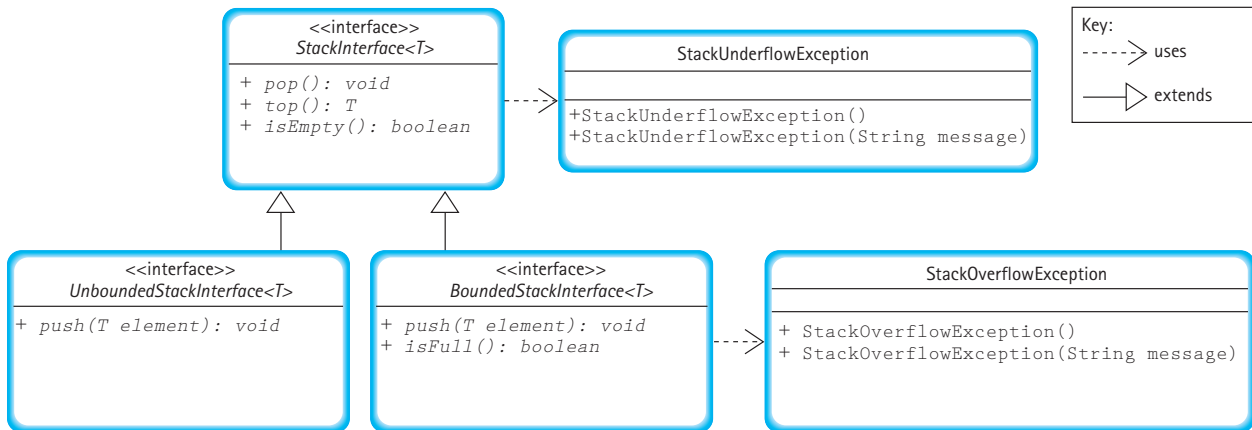 <<interface>>
StackInterface<T>
+ pop(): void
+ top(): T
+ isEmpty(): boolean
StackUnderflowException
+StackUnderflowException()
+StackUnderflowException(String message)
Key:
uses
extends
<<interface>>
UnboundedStackInterface<T>
+ push(T element): void
<<interface>>
BoundedStackInterface<T>
+ push(T element): void
+ isFull(): boolean
StackOverflowException
+ StackOverflowException()
+ StackOverflowException(String message)